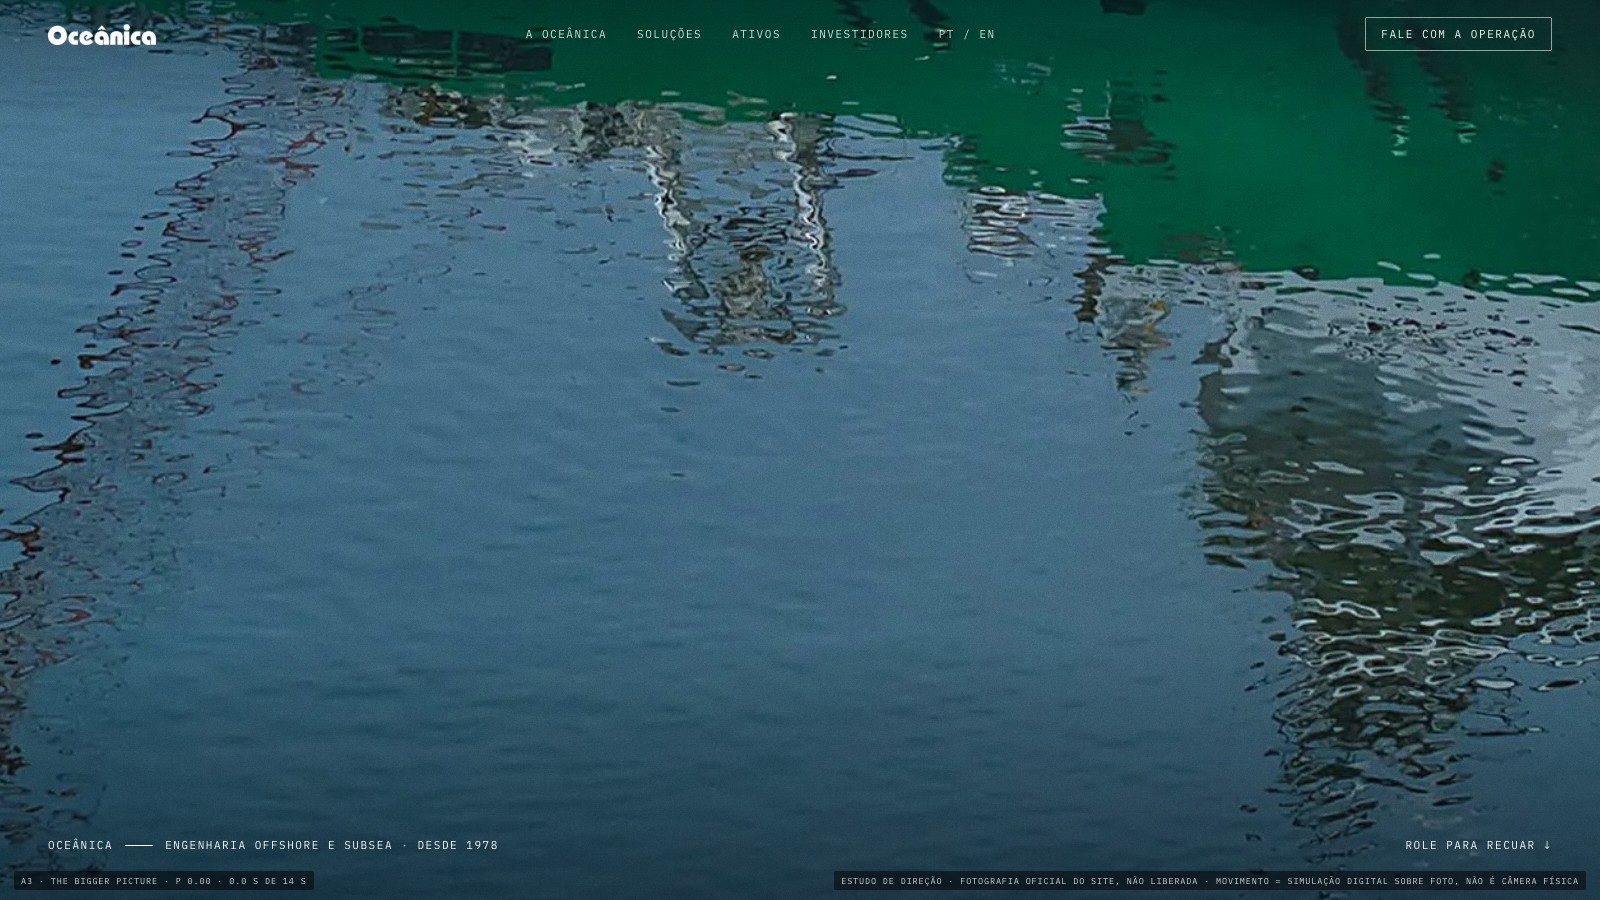 Oceânica
A OCEÂNICA SOLUÇÕES ATIVOS INVESTIDORES PT / EN
FALE COM A OPERAÇÃO
OCEÂNICA — ENGENHARIA OFFSHORE E SUBSEA · DESDE 1978
ROLE PARA RECUAR ↓
A3 · THE BIGGER PICTURE · P 0.00 · 0.0 S DE 14 S
ESTUDO DE DIREÇÃO · FOTOGRAFIA OFICIAL DO SITE, NÃO LIBERADA · MOVIMENTO = SIMULAÇÃO DIGITAL SOBRE FOTO, NÃO É CÂMERA FÍSICA